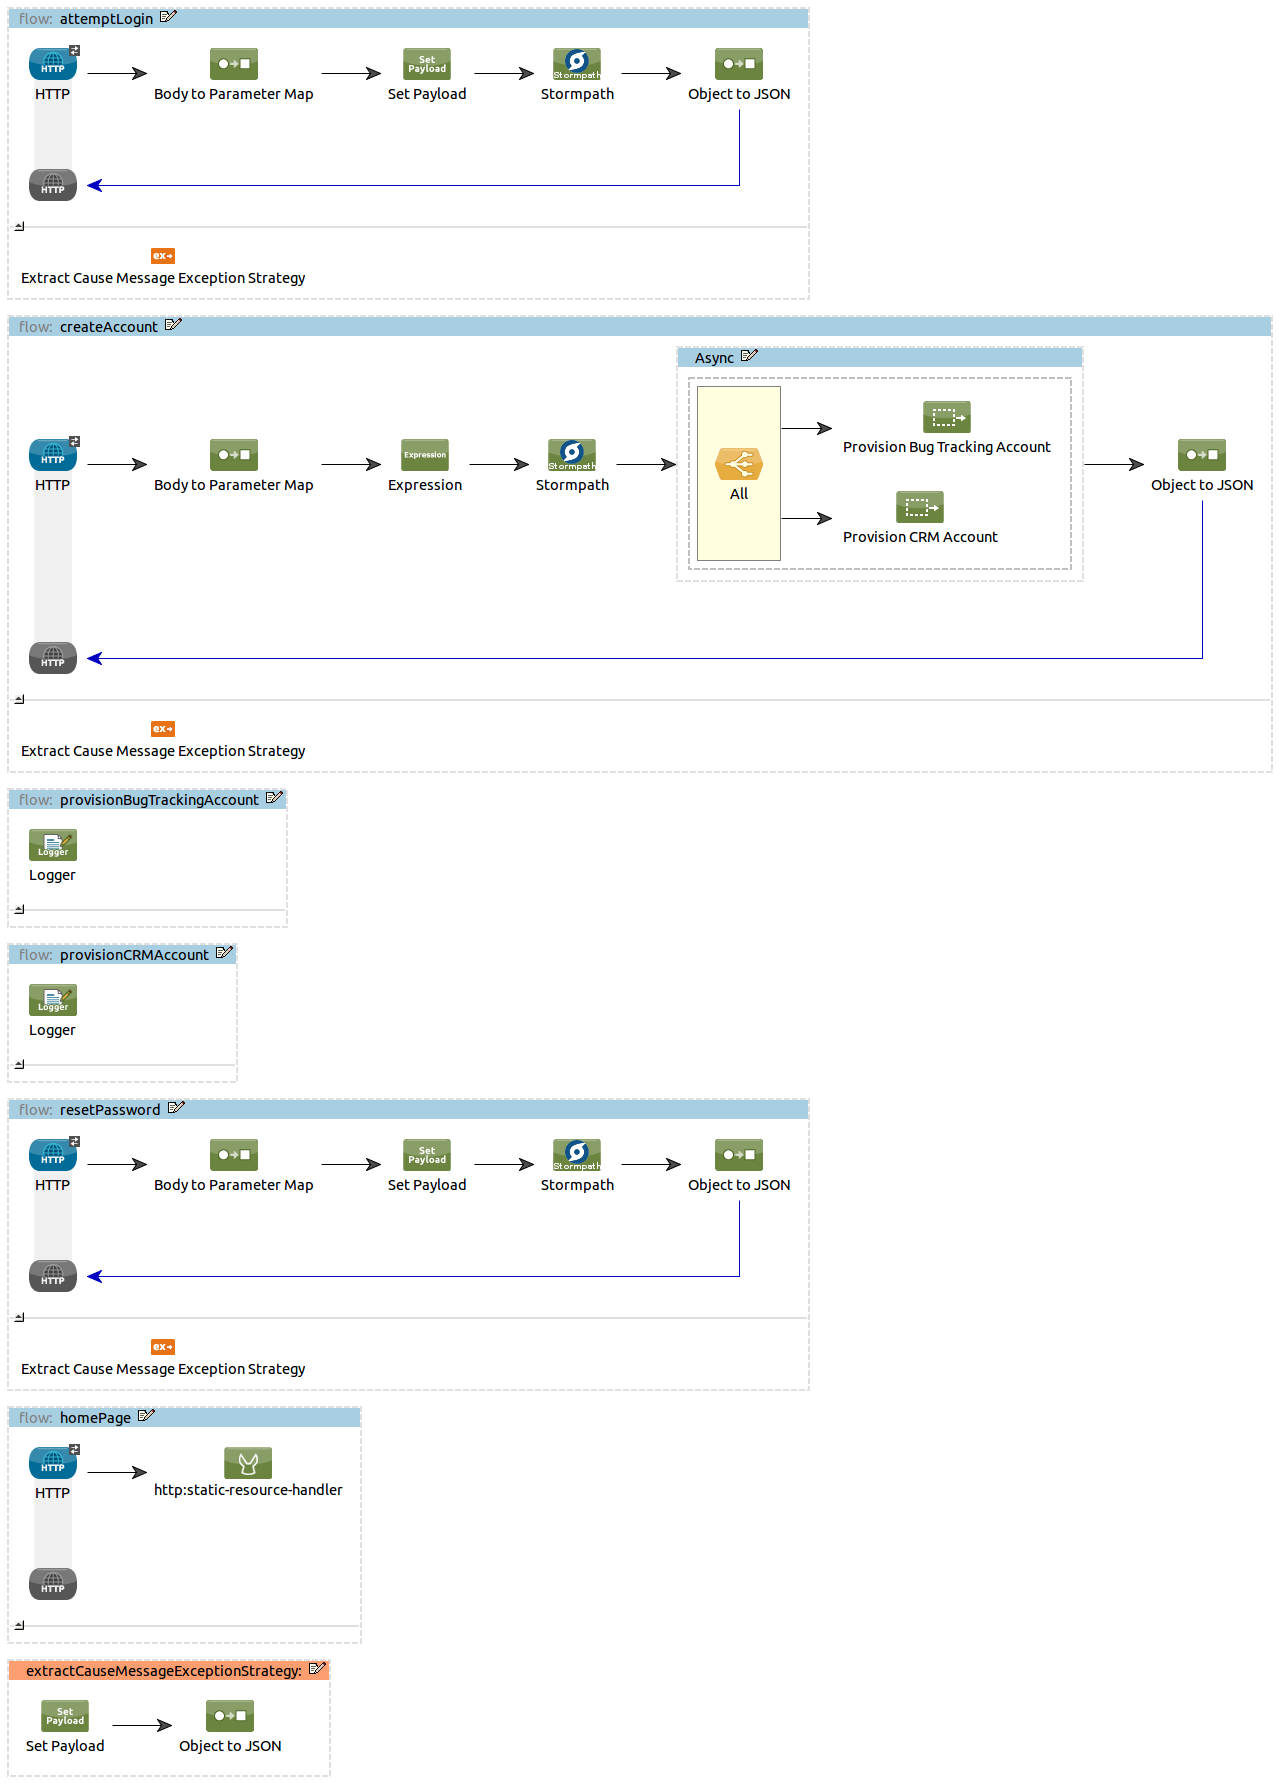 flow: attemptLogin
HTTP
Set Payload
Stormpath
HTTP
Body to Parameter Map
Set Payload
Stormpath
Object to JSON
HTTP
ex
Extract Cause Message Exception Strategy
flow: createAccount
Async
Provision Bug Tracking Account
HTTP
Expression
Stormpath
HTTP
Body to Parameter Map
Expression
Stormpath
All
Object to JSON
Provision CRM Account
HTTP
ex
Extract Cause Message Exception Strategy
flow: provisionBugTrackingAccount
Logger
Logger
flow: provisionCRMAccount
Logger
Logger
flow: resetPassword
HTTP
Set Payload
Stormpath
HTTP
Body to Parameter Map
Set Payload
Stormpath
Object to JSON
HTTP
ex
Extract Cause Message Exception Strategy
flow: homePage
HTTP
HTTP
http:static-resource-handler
HTTP
extractCauseMessageExceptionStrategy:
Set Payload
Set Payload
Object to JSON